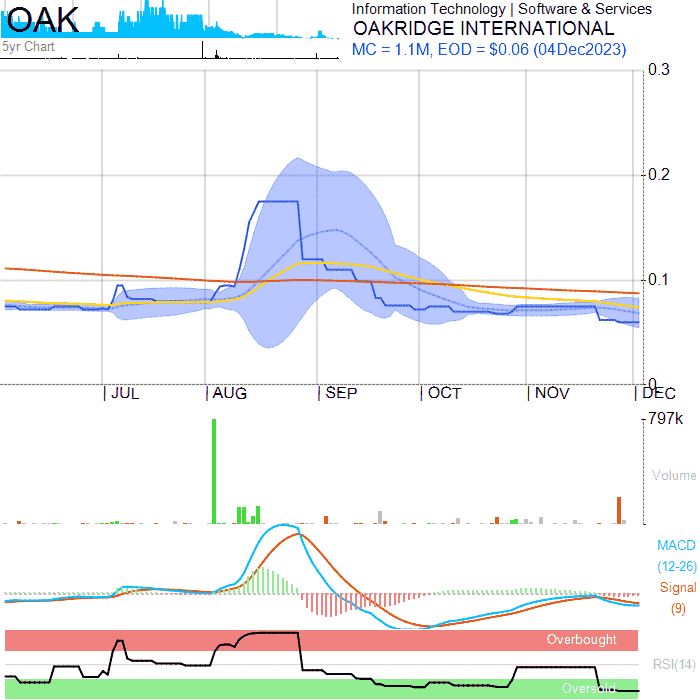 OAK
Information Technology | Software & Services
OAKRIDGE INTERNATIONAL
MC = 1.1M, EOD = $0.06 (04Dec2023)
5yr Chart
0.3
0.2
0.1
0
JUL AUG SEP OCT NOV DEC
797k
Volume
MACD
(12-26)
Signal
(9)
Overbought
RSI(14)
Oversold